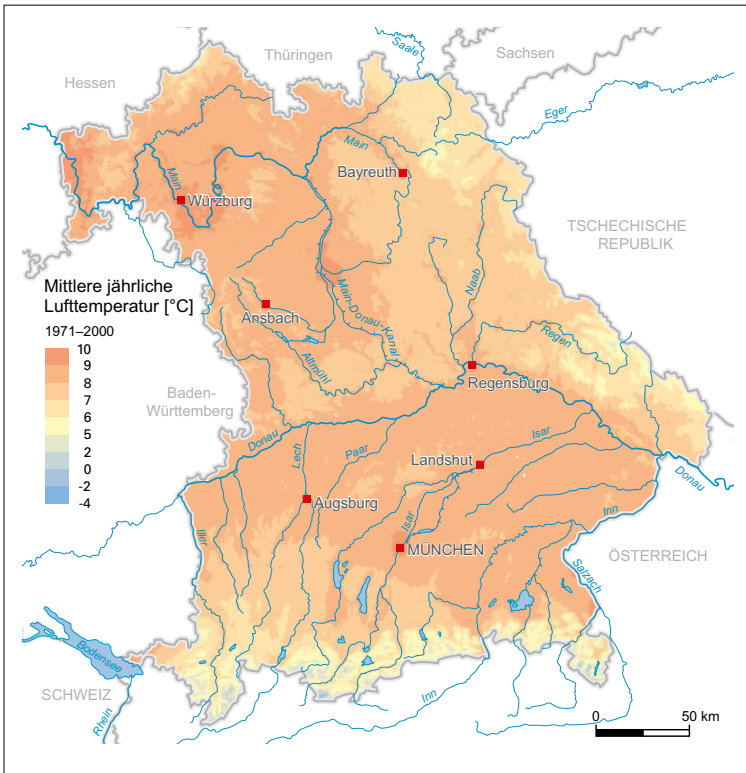 Thüringen
Sachsen
Saale
Hessen
Eger
Main
Bayreuth
Main
Würzburg
TSCHECHISCHE
REPUBLIK
Mittlere jährliche
Lufttemperatur [°C]
1971–2000
10
9
8
7
6
5
2
0
-2
-4
Naab
Main-Donau-Kanal
Ansbach
Altmühl
Regen
Regensburg
Baden-
Württemberg
Donau
Lech
Paar
Isar
Landshut
Donau
Augsburg
Isar
Inn
Iller
MÜNCHEN
ÖSTERREICH
Salzach
Bodensee
SCHWEIZ
Rhein
Inn
0
50 km